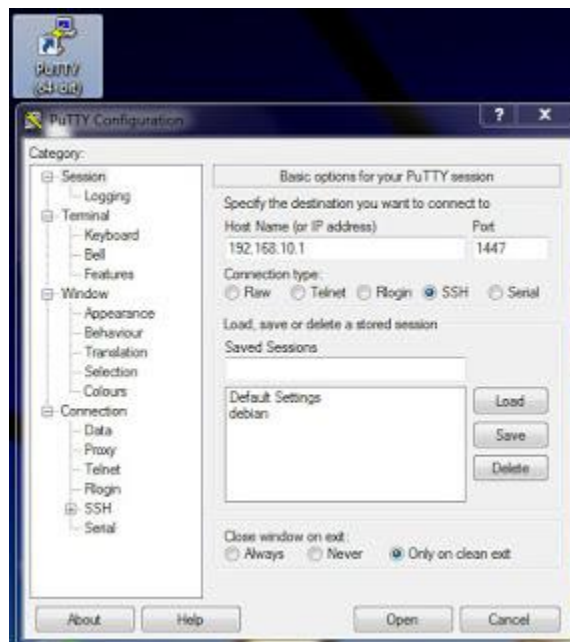 PuTTY
(64-bit)
PuTTY Configuration
? X
Category:
Session
Logging
Terminal
Keyboard
Bell
Features
Window
Appearance
Behaviour
Translation
Selection
Colours
Connection
Data
Proxy
Telnet
Rlogin
SSH
Serial
Basic options for your PuTTY session
Specify the destination you want to connect to
Host Name (or IP address) Port
192.168.10.1 1447
Connection type:
Raw Telnet Rlogin SSH Serial
Load, save or delete a stored session
Saved Sessions
Default Settings
debian
Load
Save
Delete
Close window on exit:
Always Never Only on clean exit
About Help Open Cancel